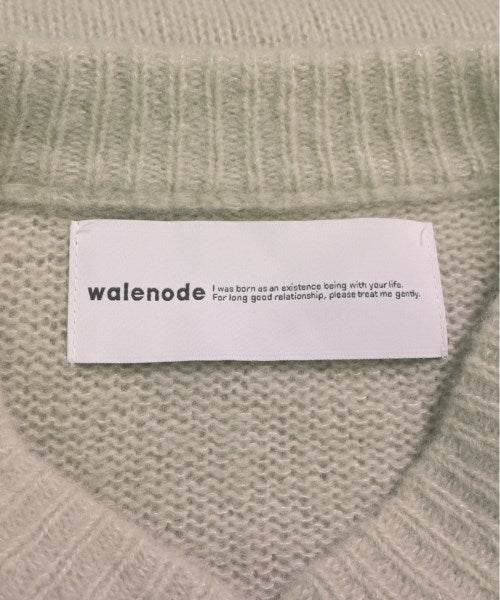 walenode
I was born as an existence being with your life.
For long good relationship, please treat me gently.